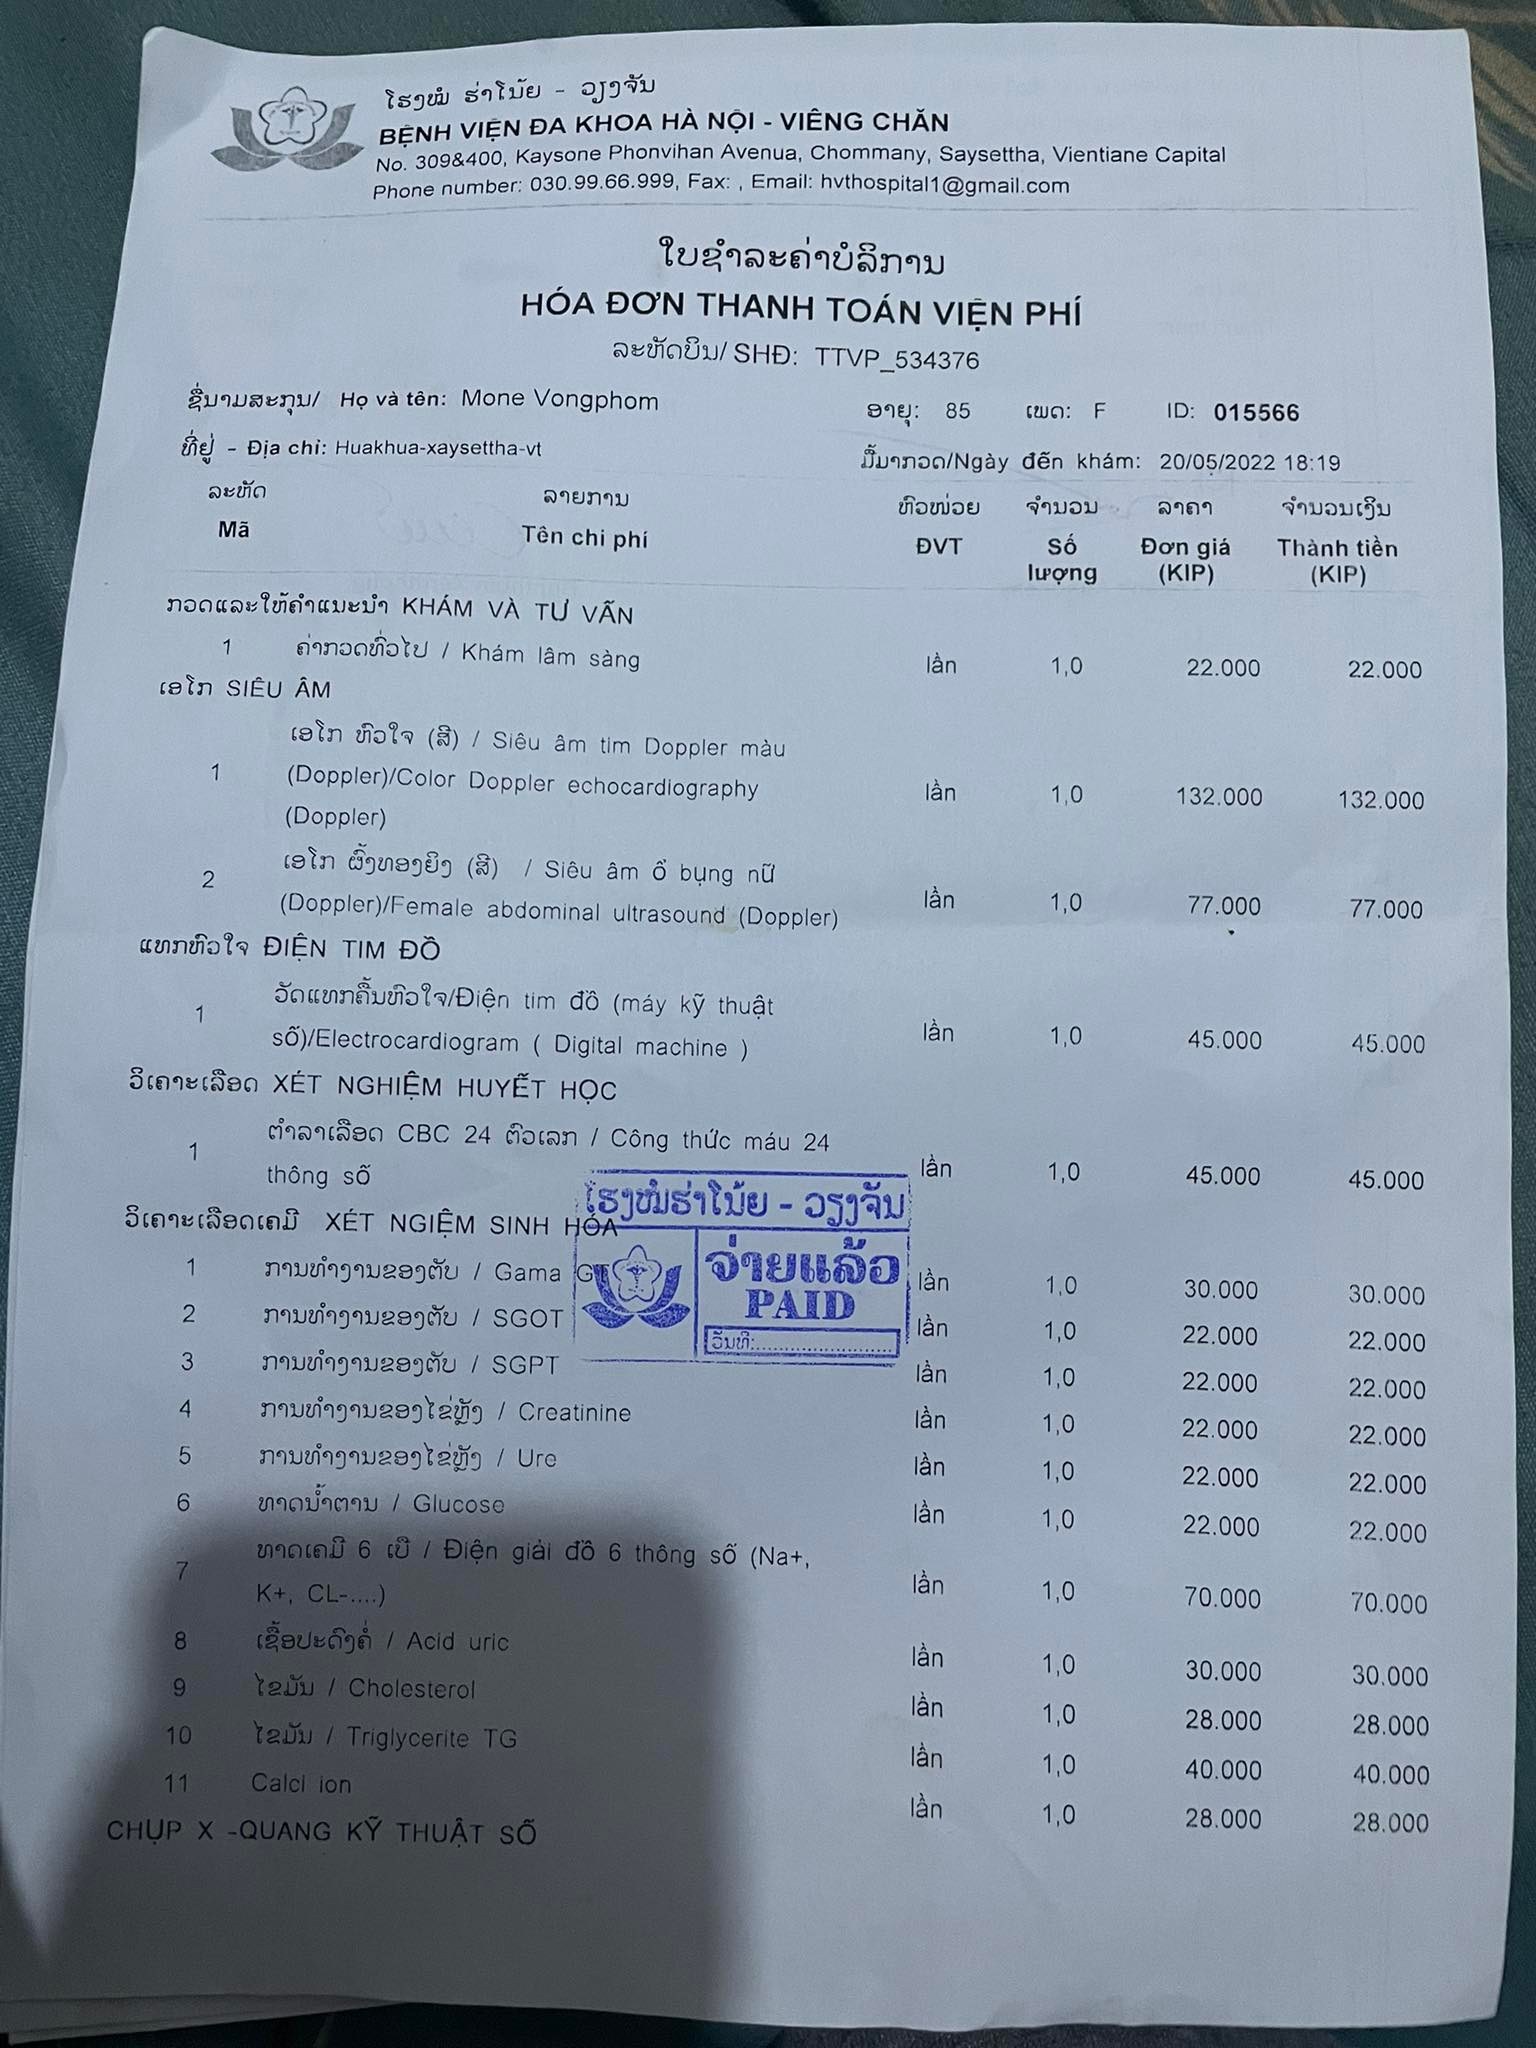 ໂຮງໝໍ ຮ່າໂນ້ຍ - ວຽງຈັນ
BỆNH VIỆN ĐA KHOA HÀ NỘI - VIÊNG CHĂN
No. 309&400, Kaysone Phonvihan Avenua, Chommany, Saysettha, Vientiane Capital
Phone number: 030.99.66.999, Fax: , Email: hvthospital1@gmail.com
ໃບຊຳລະຄ່າບໍລິການ
HÓA ĐƠN THANH TOÁN VIỆN PHÍ
ລະຫັດບິນ/ SHĐ: TTVP_534376
ຊື່ນາມສະກຸນ/ Họ và tên: Mone Vongphom ອາຍຸ: 85 ເພດ: F ID: 015566
ທີ່ຢູ່ - Địa chỉ: Huakhua-xaysettha-vt ມື້ມາກວດ/Ngày đến khám: 20/05/2022 18:19
ລະຫັດ ລາຍການ ຫົວໜ່ວຍ ຈຳນວນ ລາຄາ ຈຳນວນເງິນ
Mã Tên chi phí ĐVT Số Đơn giá Thành tiền
lượng (KIP) (KIP)
ກວດແລະໃຫ້ຄຳແນະນຳ KHÁM VÀ TƯ VẤN
1 ຄ່າກວດທົ່ວໄປ / Khám lâm sàng lần 1,0 22.000 22.000
ເອໂກ SIÊU ÂM
ເອໂກ ຫົວໃຈ (ສີ) / Siêu âm tim Doppler màu
1 (Doppler)/Color Doppler echocardiography lần 1,0 132.000 132.000
(Doppler)
ເອໂກ ພົ້ງທອງຍິງ (ສີ) / Siêu âm ổ bụng nữ
2 (Doppler)/Female abdominal ultrasound (Doppler) lần 1,0 77.000 77.000
ແທກຫົວໃຈ ĐIỆN TIM ĐỒ
1 ວັດແທກຄື້ນຫົວໃຈ/Điện tim đồ (máy kỹ thuật
số)/Electrocardiogram ( Digital machine ) lần 1,0 45.000 45.000
ວິເຄາະເລືອດ XÉT NGHIỆM HUYẾT HỌC
1 ຕຳລາເລືອດ CBC 24 ຕົວເລກ / Công thức máu 24
thông số lần 1,0 45.000 45.000
ໂຮງໝໍຮ່າໂນ້ຍ - ວຽງຈັນ
ຈ່າຍແລ້ວ
PAID
ວັນທີ:........................
ວິເຄາະເລືອດເຄມີ XÉT NGIỆM SINH HÓA
1 ການທຳງານຂອງຕັບ / Gama lần 1,0 30.000 30.000
2 ການທຳງານຂອງຕັບ / SGOT lần 1,0 22.000 22.000
3 ການທຳງານຂອງຕັບ / SGPT lần 1,0 22.000 22.000
4 ການທຳງານຂອງໄຂ່ຫຼັງ / Creatinine lần 1,0 22.000 22.000
5 ການທຳງານຂອງໄຂ່ຫຼັງ / Ure lần 1,0 22.000 22.000
6 ທາດນ້ຳຕານ / Glucose lần 1,0 22.000 22.000
7 ທາດເຄມີ 6 ເບີ / Điện giải đồ 6 thông số (Na+,
K+, CL-....) lần 1,0 70.000 70.000
8 ເຊື້ອປະດົງຄໍ່ / Acid uric lần 1,0 30.000 30.000
9 ໄຂມັນ / Cholesterol lần 1,0 28.000 28.000
10 ໄຂມັນ / Triglycerite TG lần 1,0 40.000 40.000
11 Calci ion lần 1,0 28.000 28.000
CHỤP X -QUANG KỸ THUẬT SỐ